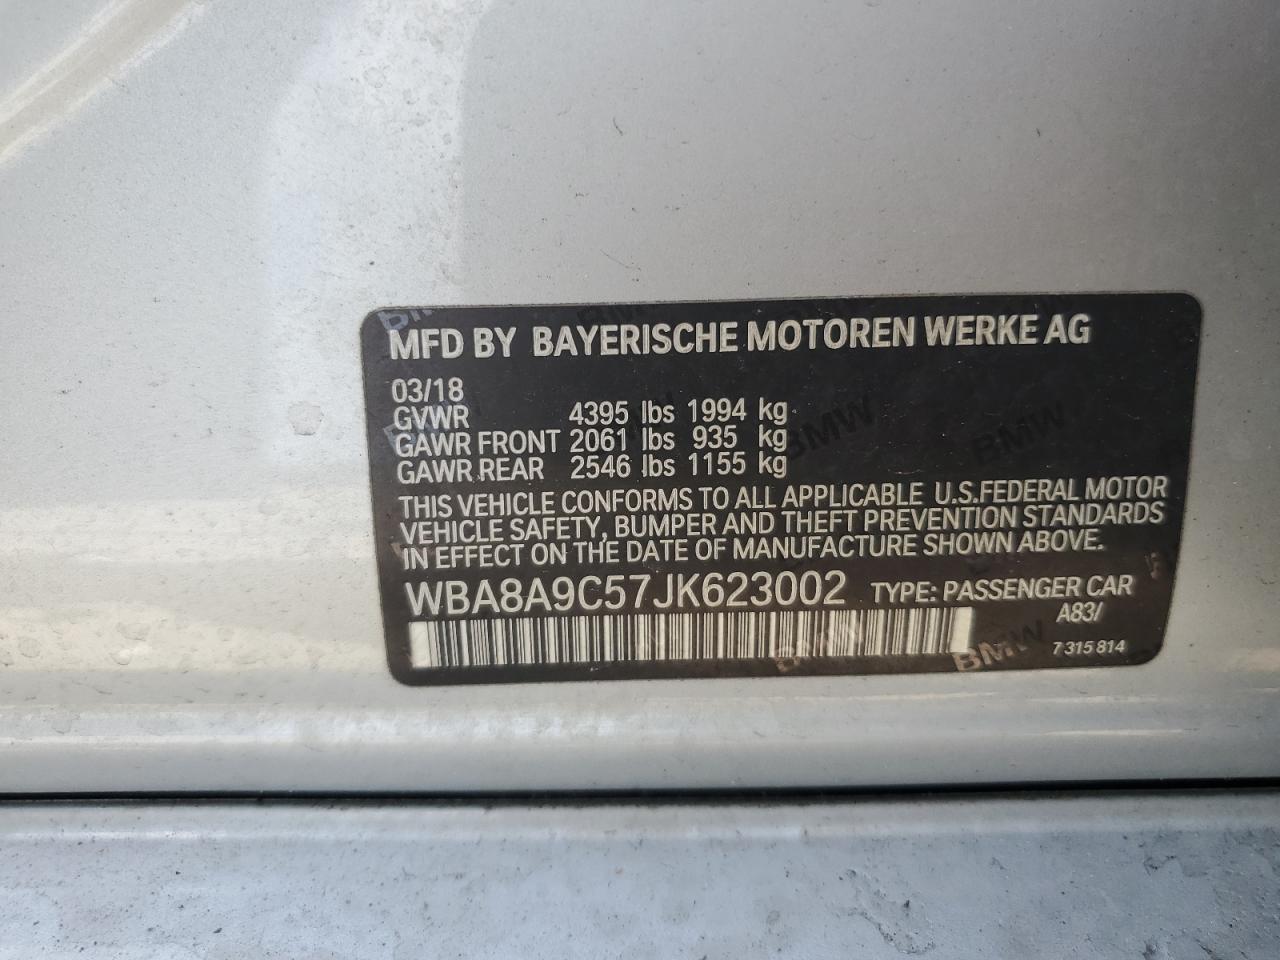 MFD BY BAYERISCHE MOTOREN WERKE AG
03/18
GVWR 4395 lbs 1994 kg
GAWR FRONT 2061 lbs 935 kg
GAWR REAR 2546 lbs 1155 kg
THIS VEHICLE CONFORMS TO ALL APPLICABLE U.S.FEDERAL MOTOR
VEHICLE SAFETY, BUMPER AND THEFT PREVENTION STANDARDS
IN EFFECT ON THE DATE OF MANUFACTURE SHOWN ABOVE.
WBA8A9C57JK623002 TYPE: PASSENGER CAR
A83/
BMW
7 315 814